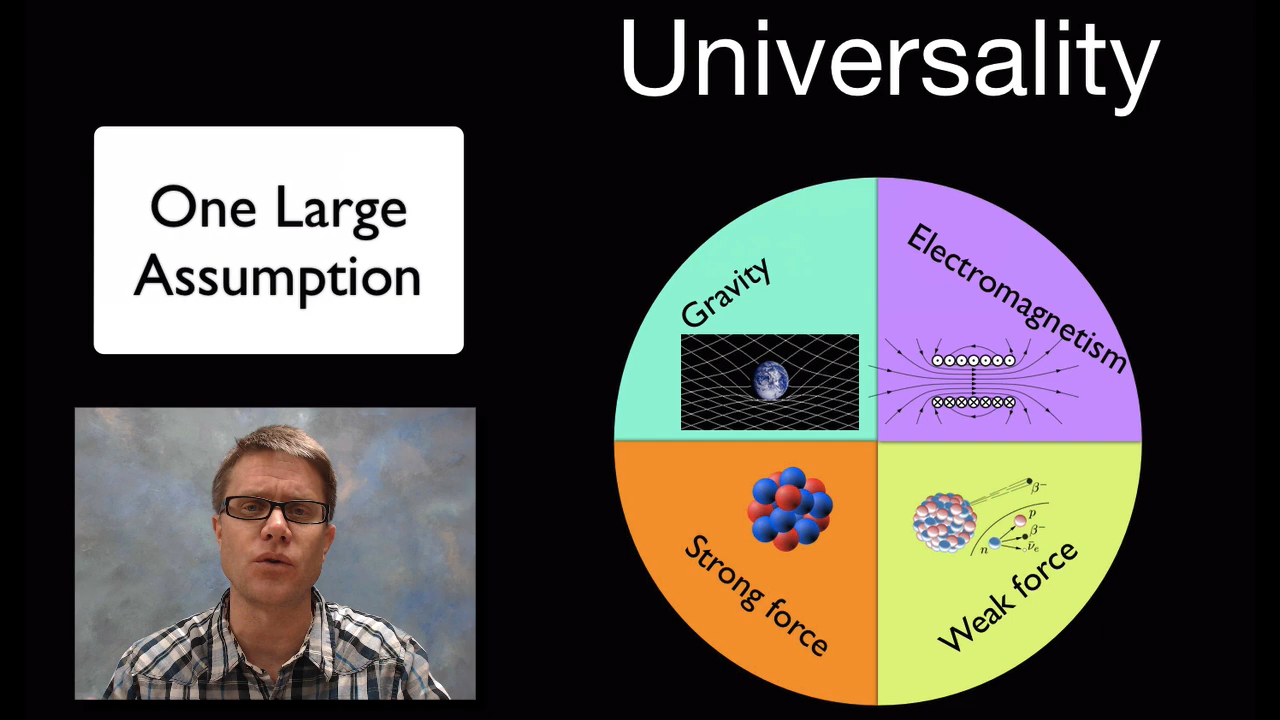 Universality
One Large
Assumption
Gravity
Electromagnetism
Strong force
Weak force
β⁻
p
β⁻
n
ν̄ₑ